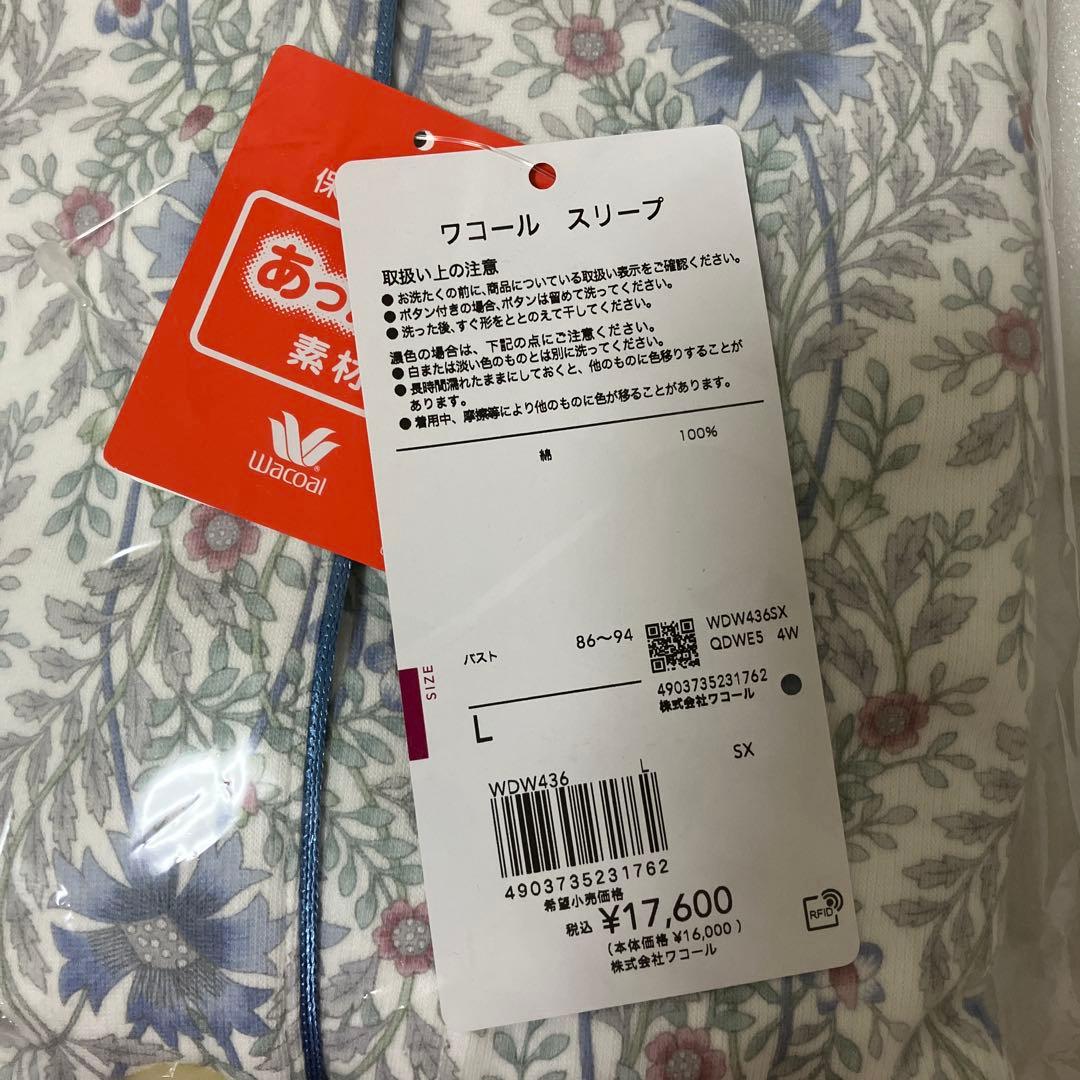 保
あっ
素材
wacoal
ワコール スリープ
取扱い上の注意
●お洗たくの前に、商品についている取扱い表示をご確認ください。
●ボタン付きの場合、ボタンは留めて洗ってください。
●洗った後、すぐ形をととのえて干してください。
濃色の場合は、下記の点にご注意ください。
●白または淡い色のものとは別に洗ってください。
●長時間濡れたままにしておくと、他のものに色移りすることが
あります。
●着用中、摩擦等により他のものに色が移ることがあります。
綿 100%
SIZE
バスト 86〜94
WDW436SX
QDWE5 4W
4903735231762
株式会社ワコール
L
SX
WDW436 L
4903735231762
希望小売価格
税込 ¥17,600
(本体価格 ¥16,000 )
株式会社ワコール
RFID